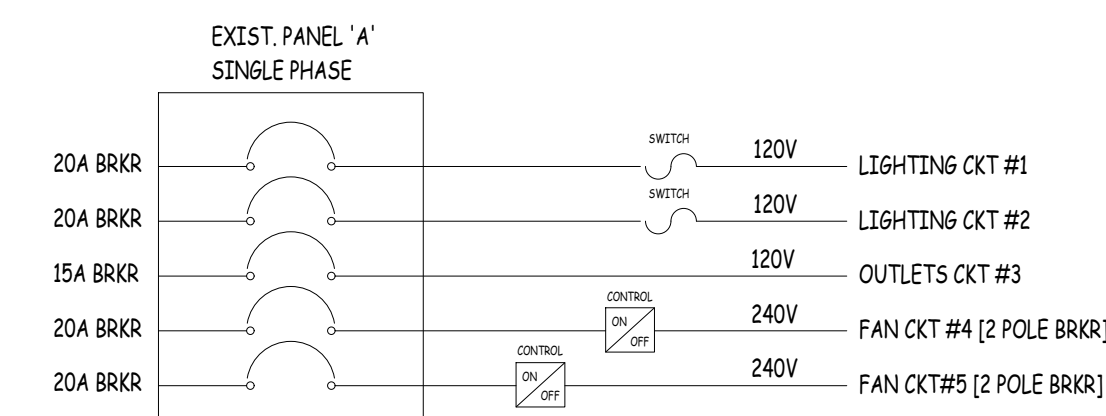 EXIST. PANEL 'A'
SINGLE PHASE
20A BRKR
SWITCH
120V
LIGHTING CKT #1
20A BRKR
SWITCH
120V
LIGHTING CKT #2
15A BRKR
120V
OUTLETS CKT #3
20A BRKR
CONTROL
ON
OFF
240V
FAN CKT #4 [2 POLE BRKR]
20A BRKR
CONTROL
ON
OFF
240V
FAN CKT#5 [2 POLE BRKR]